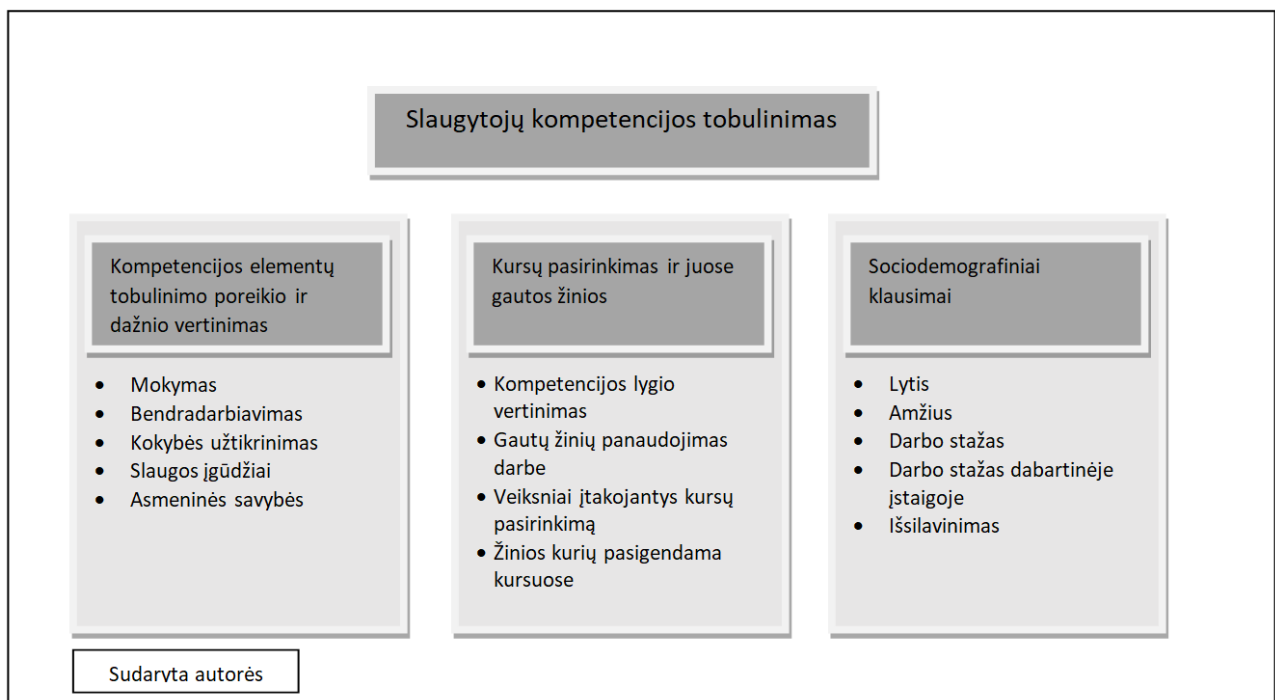 Slaugytojų kompetencijos tobulinimas
Kompetencijos elementų
tobulinimo poreikio ir
dažnio vertinimas
• Mokymas
• Bendradarbiavimas
• Kokybės užtikrinimas
• Slaugos įgūdžiai
• Asmeninės savybės
Kursų pasirinkimas ir juose
gautos žinios
• Kompetencijos lygio
vertinimas
• Gautų žinių panaudojimas
darbe
• Veiksniai įtakojantys kursų
pasirinkimą
• Žinios kurių pasigendama
kursuose
Sociodemografiniai
klausimai
• Lytis
• Amžius
• Darbo stažas
• Darbo stažas dabartinėje
įstaigoje
• Išsilavinimas
Sudaryta autorės